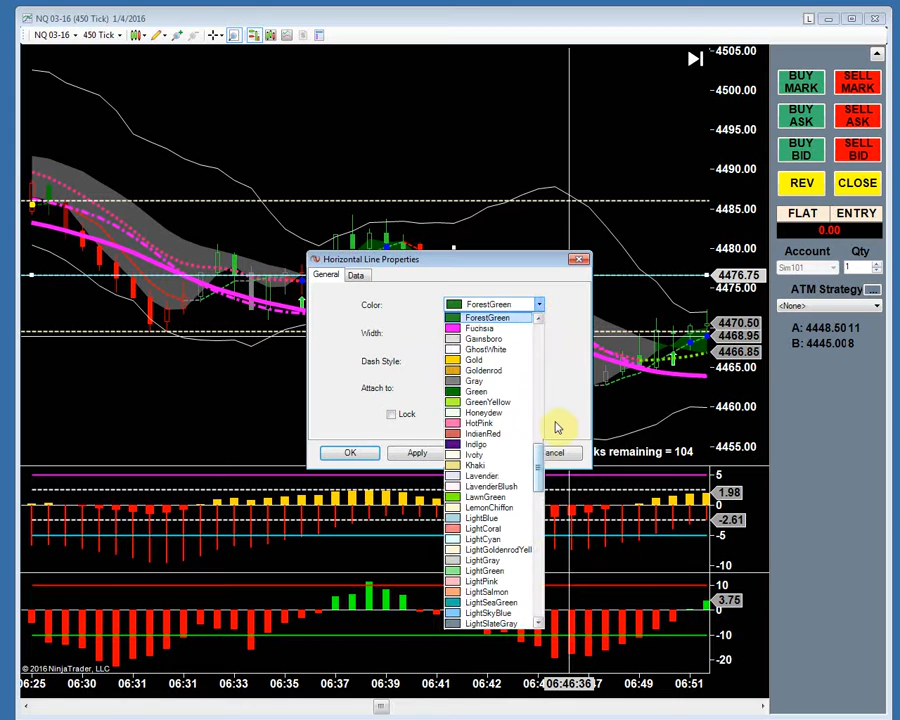 NQ 03-16 (450 Tick) 1/4/2016
L
NQ 03-16 450 Tick
4505.00
4500.00
4495.00
4490.00
4485.00
4480.00
4476.75
4475.00
4470.50
4468.95
4466.85
4465.00
4460.00
4455.00
BUY MARK
SELL MARK
BUY ASK
SELL ASK
BUY BID
SELL BID
REV
CLOSE
FLAT
ENTRY
0.00
Account
Qty
Sim101
1
ATM Strategy
...
<None>
A: 4448.5011
B: 4445.008
Horizontal Line Properties
General
Data
Color:
ForestGreen
Width:
Dash Style:
Attach to:
Lock
OK
Apply
ancel
ForestGreen
Fuchsia
Gainsboro
GhostWhite
Gold
Goldenrod
Gray
Green
GreenYellow
Honeydew
HotPink
IndianRed
Indigo
Ivory
Khaki
Lavender
LavenderBlush
LawnGreen
LemonChiffon
LightBlue
LightCoral
LightCyan
LightGoldenrodYell
LightGray
LightGreen
LightPink
LightSalmon
LightSeaGreen
LightSkyBlue
LightSlateGray
ks remaining = 104
5
1.98
0
-2.61
-5
-10
10
3.75
0
-10
-20
© 2016 NinjaTrader, LLC
06:25
06:30
06:31
06:31
06:33
06:35
06:37
06:39
06:41
06:42
06:4
06:46:36
47
06:49
06:51